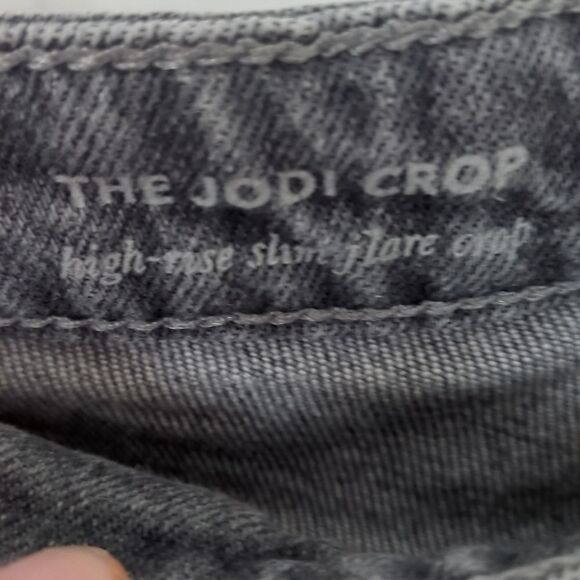 THE JODI CROP
high-rise slim flare crop